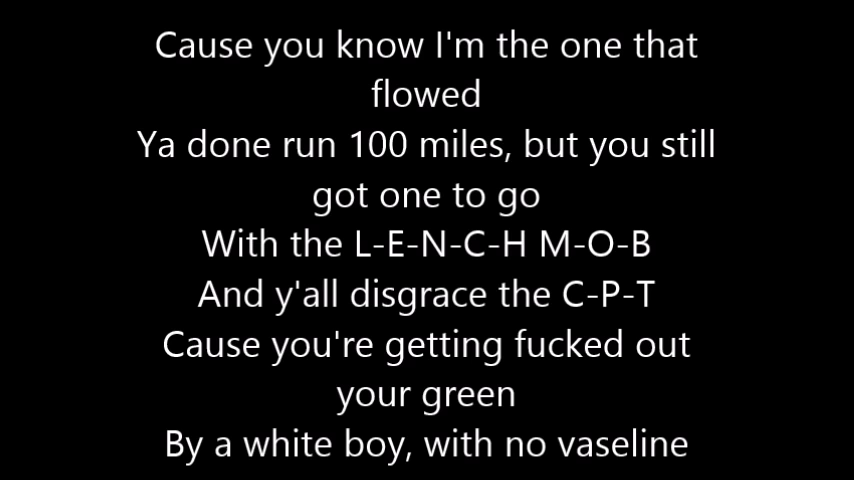 Cause you know I'm the one that
flowed
Ya done run 100 miles, but you still
got one to go
With the L-E-N-C-H M-O-B
And y'all disgrace the C-P-T
Cause you're getting fucked out
your green
By a white boy, with no vaseline